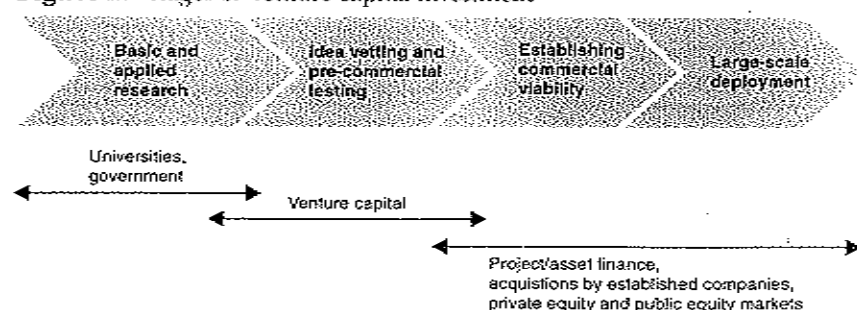 Basic and
applied
research
Idea vetting and
pre-commercial
testing
Establishing
commercial
viability
Large-scale
deployment
Universities,
government
Venture capital
Project/asset finance,
acquistions by established companies,
private equity and public equity markets